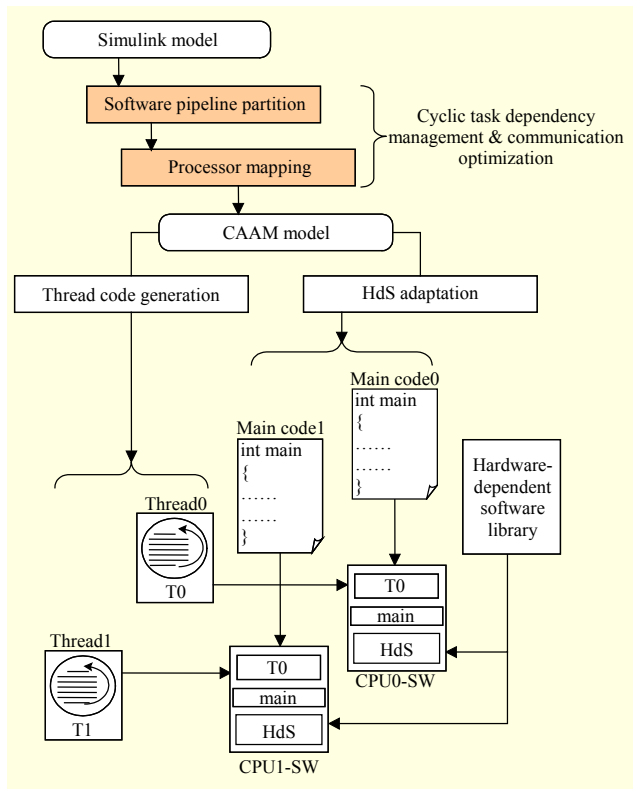 Simulink model
Software pipeline partition
Cyclic task dependency
management & communication
optimization
Processor mapping
CAAM model
Thread code generation
HdS adaptation
Main code0
int main
{
......
......
}
Main code1
int main
{
......
......
}
Hardware-
dependent
software
library
Thread0
T0
T0
main
HdS
CPU0-SW
Thread1
T1
T0
main
HdS
CPU1-SW